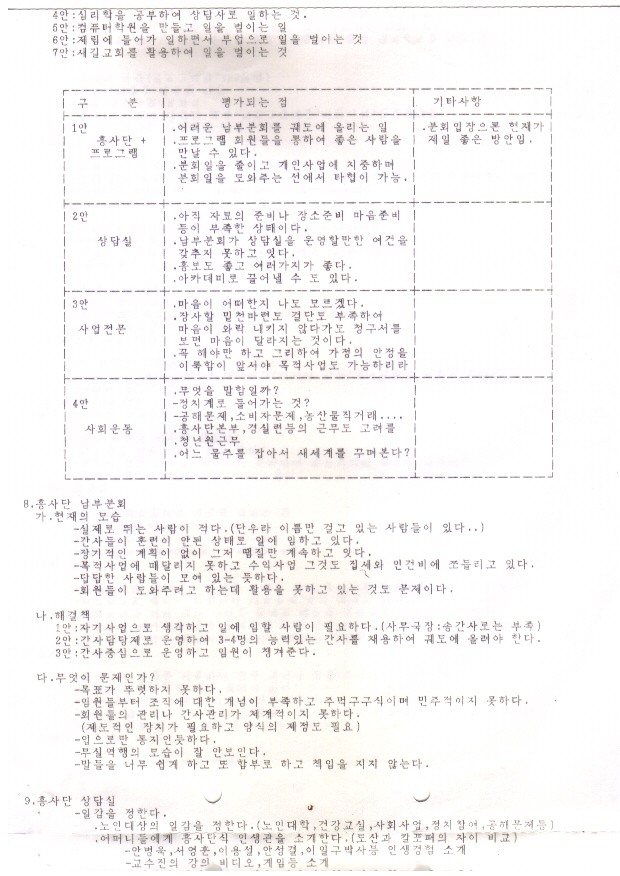 4안:심리학을 공부하여 상담사로 일하는 것.
5안:컴퓨터학원을 만들고 일을 벌이는 일
6안:제림에 들어가 일하면서 부업으로 일을 벌이는 것
7안:새길교회를 활용하여 일을 벌이는 것
구 분 평가되는 점 기타사항
1안
흥사단 +
프로그램
.어려운 남부분회를 궤도에 올리는 일
.프로그램 회원들을 통하여 좋은 사람을
만날 수 있다.
.분회일을 줄이고 개인사업에 치중하며
분회일을 도와주는 선에서 타협이 가능.
.분회입장으론 현재가
제일 좋은 방안임.
2안
상담실
.아직 자료의 준비나 장소준비 마음준비
등이 부족한 상태이다.
.남부분회가 상담실을 운영할만한 여건을
갖추지 못하고 잇다.
.홍보도 좋고 여러가지가 좋다.
.아카데미로 끌어낼 수 도 있다.
3안
사업전문
.마음이 어떠한지 나도 모르겠다.
.장사할 밑천마련도 결단도 부족하여
마음이 와락 내키지 않다가도 청구서를
보면 마음이 달라지는 것이다.
.꼭 해야만 하고 그리하여 가정의 안정을
이룩함이 앞서야 목적사업도 가능하리라
4안
사회운동
.무엇을 말함일까?
-정치계로 들어가는 것?
-공해문제,소비자문제,농산물직거래....
.흥사단본부,경실련등의 근무도 고려를
.청년원근무
.어느 물주를 잡아서 새세계를 꾸며본다?
8.흥사단 남부분회
가.현재의 모습
-실제로 뛰는 사람이 적다.(단우라 이름만 걸고 있는 사람들이 있다..)
-간사들이 훈련이 안된 상태로 일에 임하고 있다.
-장기적인 계획이 없이 그저 땜질만 계속하고 있다.
-목적사업에 매달리지 못하고 수익사업 그것도 집세와 인건비에 쪼들리고 있다.
-답답한 사람들이 모여 있는 듯하다.
-회원들이 도와주려고 하는데 활용을 못하고 있는 것도 문제이다.
나.해결책
1안:자기사업으로 생각하고 일에 임할 사람이 필요하다.(사무국장:송간사로는 부족)
2안:간사담당제로 운영하여 3-4명의 능력있는 간사를 채용하여 궤도에 올려야 한다.
3안:간사중심으로 운영하고 임원이 챙겨준다.
다.무엇이 문제인가?
-목표가 뚜렷하지 못하다.
-임원들부터 조직에 대한 개념이 부족하고 주먹구구식이며 민주적이지 못하다.
-회원들의 관리나 간사관리가 체계적이지 못하다.
(제도적인 장치가 필요하고 양식의 제정도 필요)
-입으로만 통지인듯하다.
-무실역행의 모습이 잘 안보인다.
-말들을 너무 쉽게 하고 또 함부로 하고 책임을 지지 않는다.
9.흥사단 상담실
-일감을 정한다.
.노인대상의 일감을 정한다.(노인대학,건강교실,사회사업,정치참여,공해문제등)
.어머니들에게 흥사단식 인생관을 소개한다.(도산과 칼포퍼의 차이 비교)
-안병욱,서영훈,이용설,안성결,이일구박사등 인생경험 소개
-교수진의 강의 비디오,게임등 소개